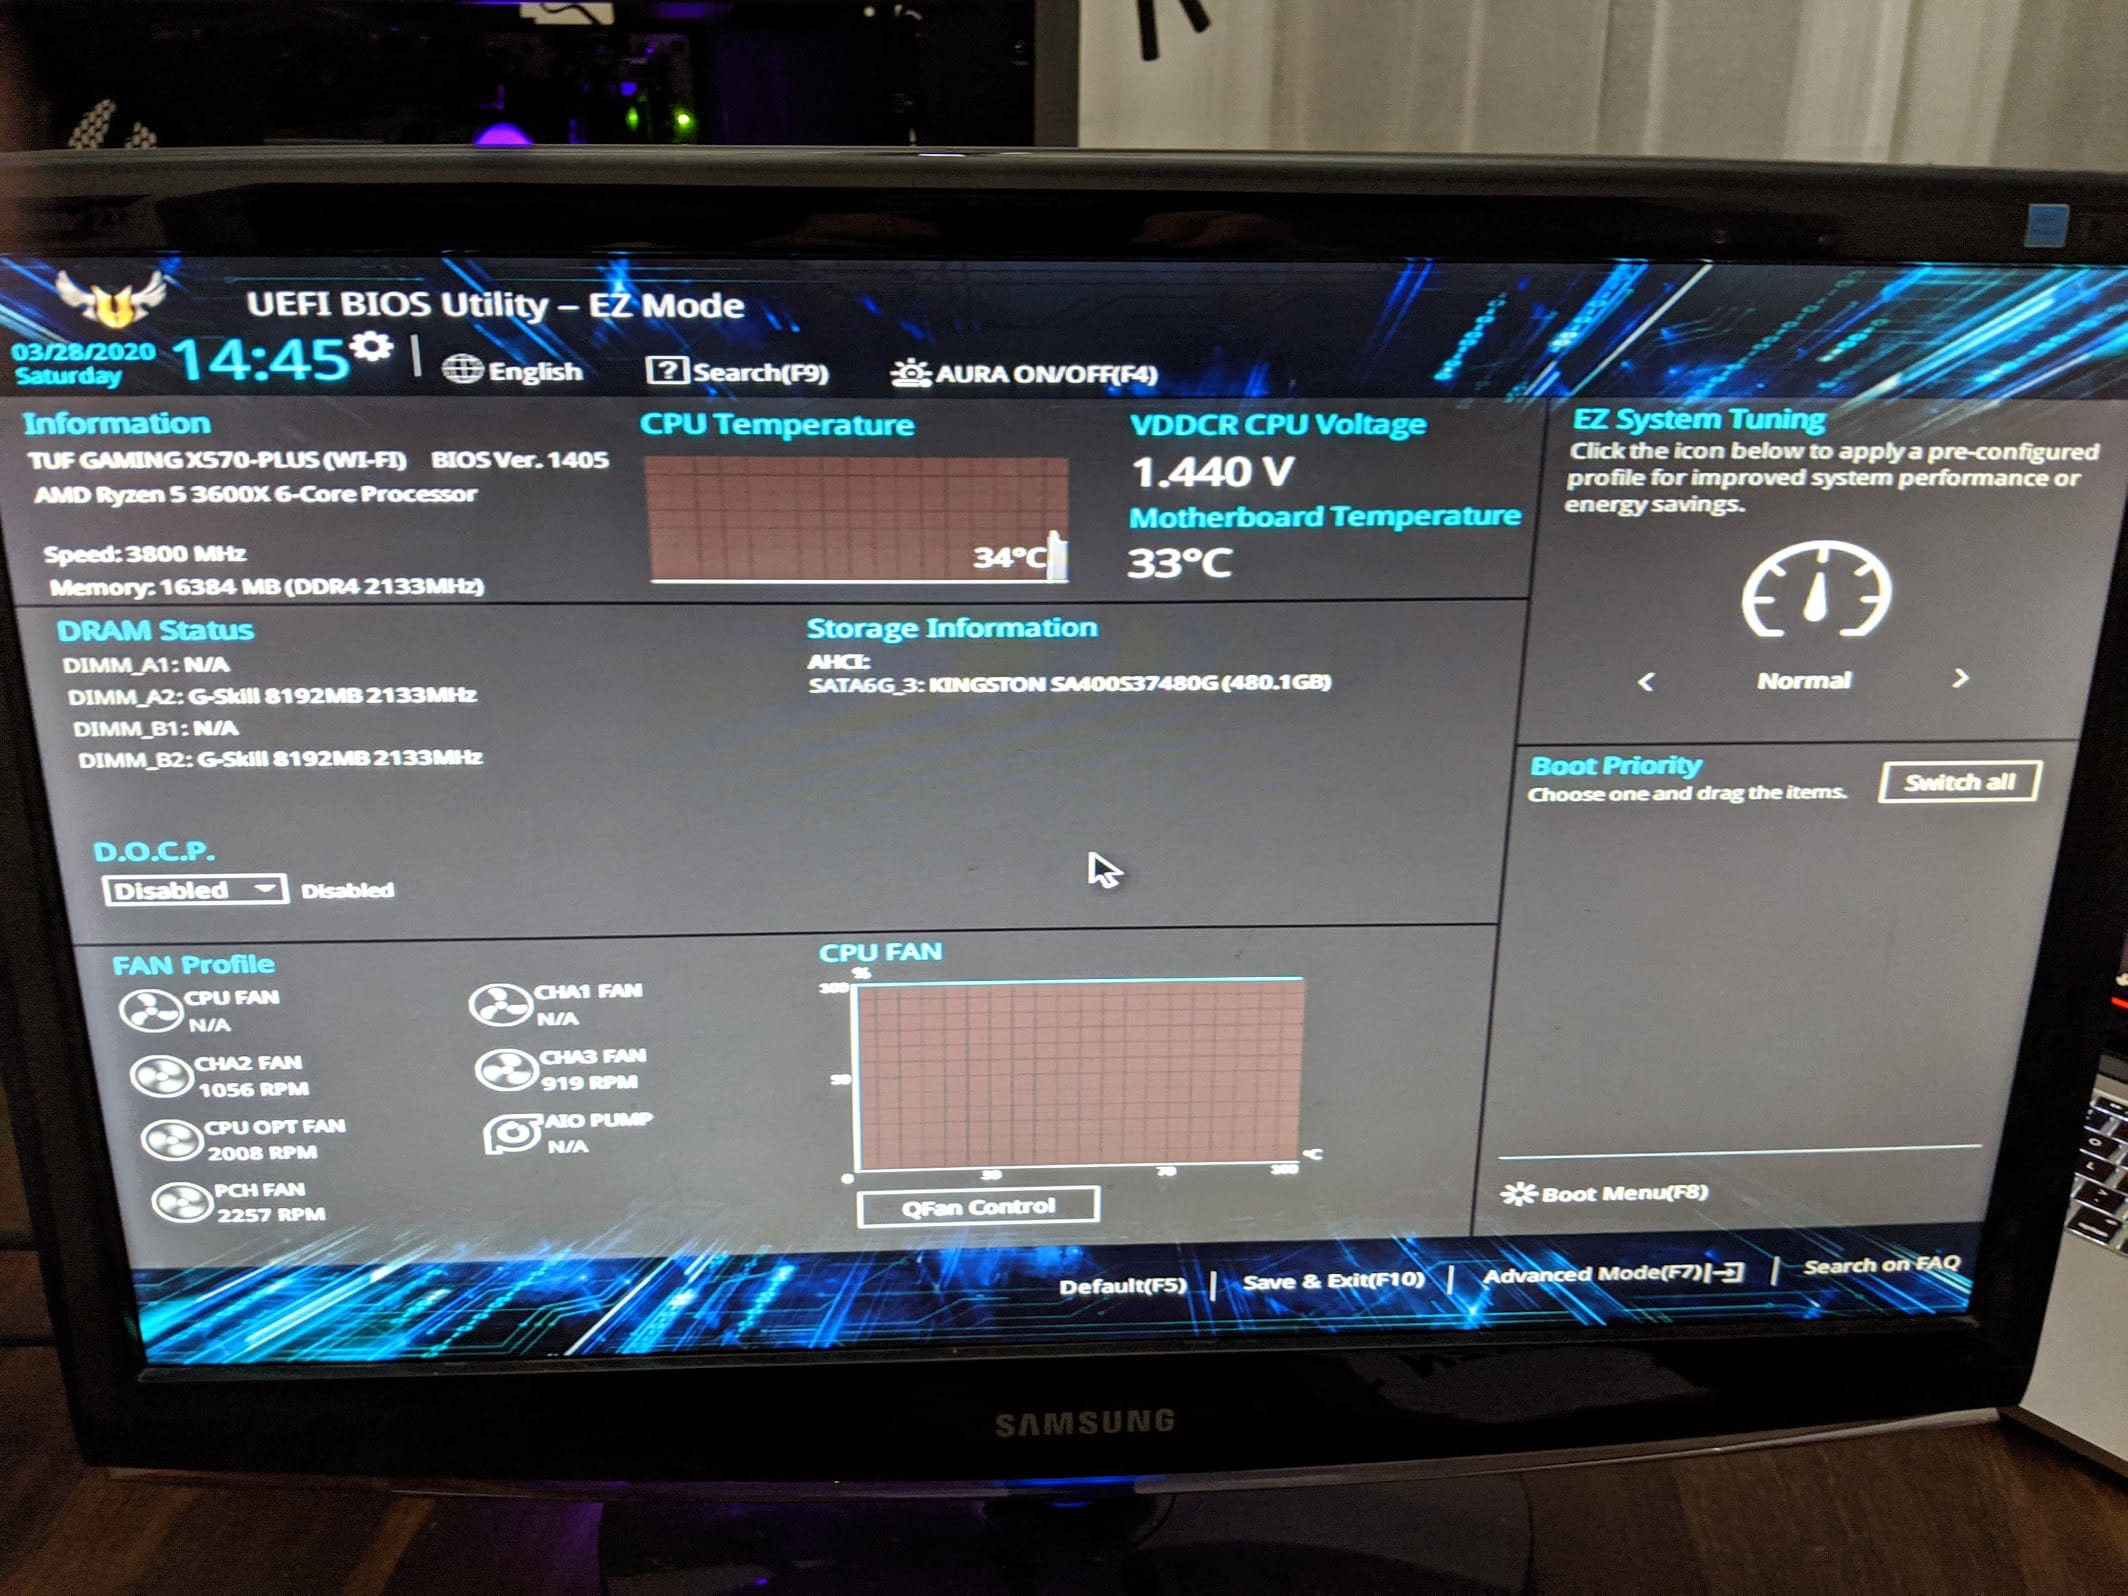 UEFI BIOS Utility – EZ Mode
03/28/2020
Saturday
14:45
English
Search(F9)
AURA ON/OFF(F4)
Information
TUF GAMING X570-PLUS (WI-FI) BIOS Ver. 1405
AMD Ryzen 5 3600X 6-Core Processor
Speed: 3800 MHz
Memory: 16384 MB (DDR4 2133MHz)
CPU Temperature
34°C
VDDCR CPU Voltage
1.440 V
Motherboard Temperature
33°C
EZ System Tuning
Click the icon below to apply a pre-configured
profile for improved system performance or
energy savings.
Normal
DRAM Status
DIMM_A1: N/A
DIMM_A2: G-Skill 8192MB 2133MHz
DIMM_B1: N/A
DIMM_B2: G-Skill 8192MB 2133MHz
Storage Information
AHCI:
SATA6G_3: KINGSTON SA400S37480G (480.1GB)
D.O.C.P.
Disabled Disabled
Boot Priority
Choose one and drag the items.
Switch all
FAN Profile
CPU FAN
N/A
CHA1 FAN
N/A
CHA2 FAN
1056 RPM
CHA3 FAN
919 RPM
CPU OPT FAN
2008 RPM
AIO PUMP
N/A
PCH FAN
2257 RPM
CPU FAN
%
100
50
0
30
70
100
°C
QFan Control
Boot Menu(F8)
Default(F5)
Save & Exit(F10)
Advanced Mode(F7)
Search on FAQ
SAMSUNG